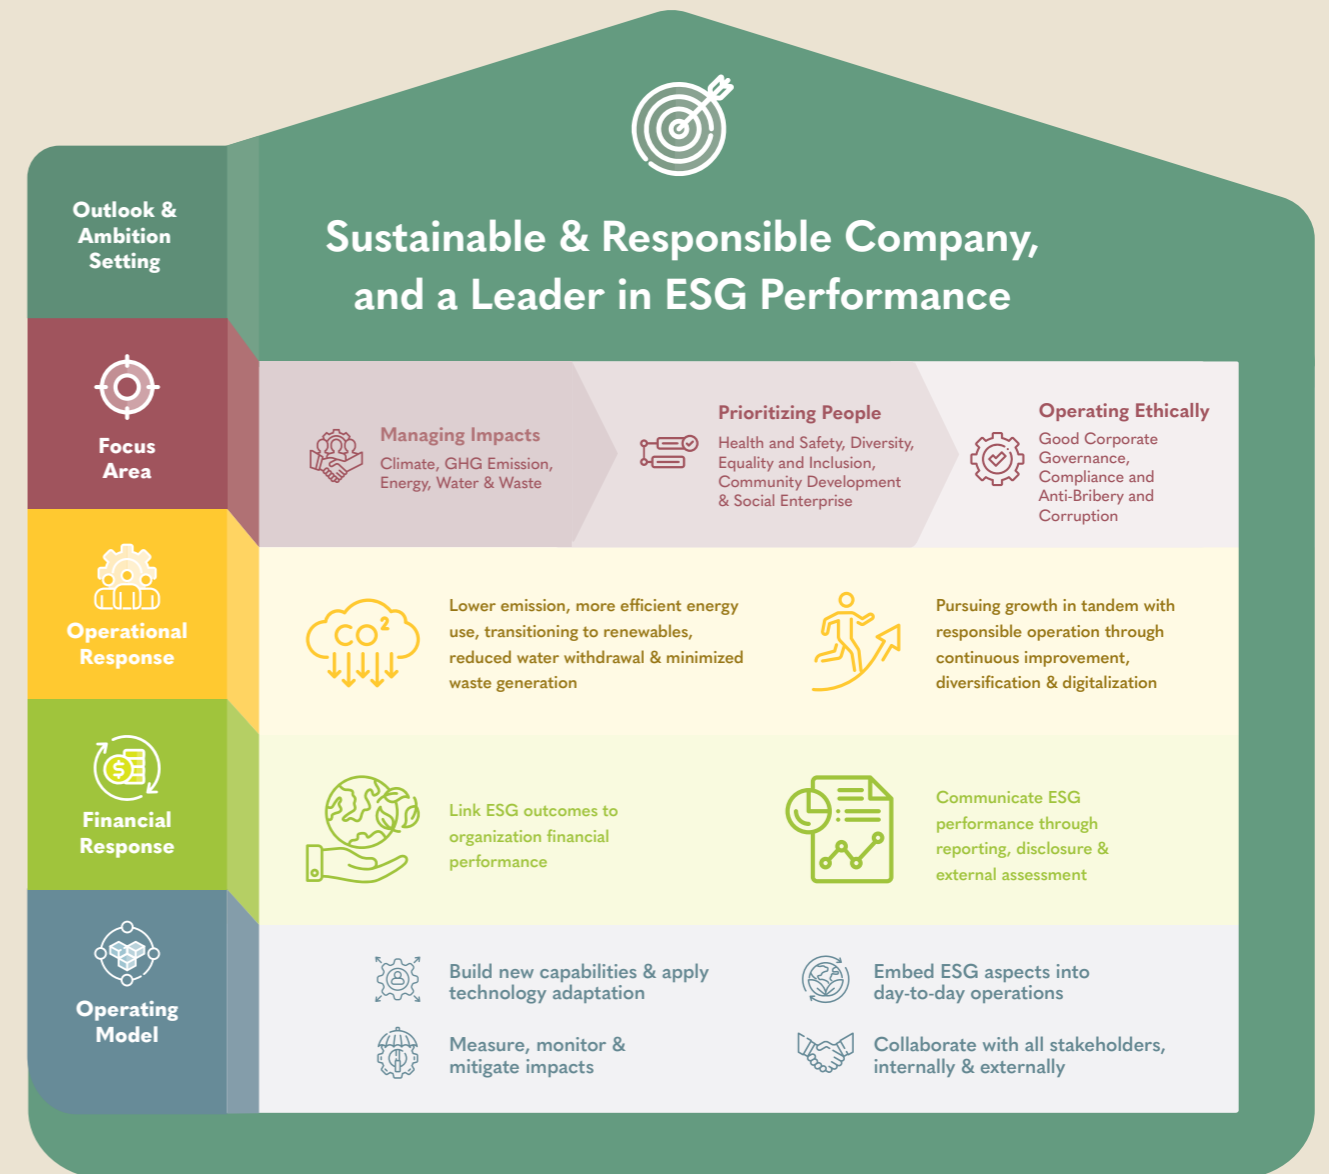 Outlook &
Ambition
Setting
Sustainable & Responsible Company,
and a Leader in ESG Performance
Focus
Area
Managing Impacts
Climate, GHG Emission,
Energy, Water & Waste
Prioritizing People
Health and Safety, Diversity,
Equality and Inclusion,
Community Development
& Social Enterprise
Operating Ethically
Good Corporate
Governance,
Compliance and
Anti-Bribery and
Corruption
Operational
Response
CO²
Lower emission, more efficient energy
use, transitioning to renewables,
reduced water withdrawal & minimized
waste generation
Pursuing growth in tandem with
responsible operation through
continuous improvement,
diversification & digitalization
$
Financial
Response
Link ESG outcomes to
organization financial
performance
Communicate ESG
performance through
reporting, disclosure &
external assessment
Operating
Model
Build new capabilities & apply
technology adaptation
Embed ESG aspects into
day-to-day operations
Measure, monitor &
mitigate impacts
Collaborate with all stakeholders,
internally & externally